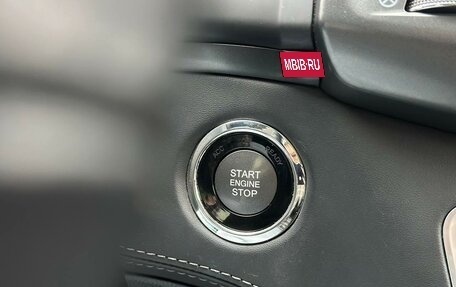 MBIB.RU
ACC
READY
START
ENGINE
STOP